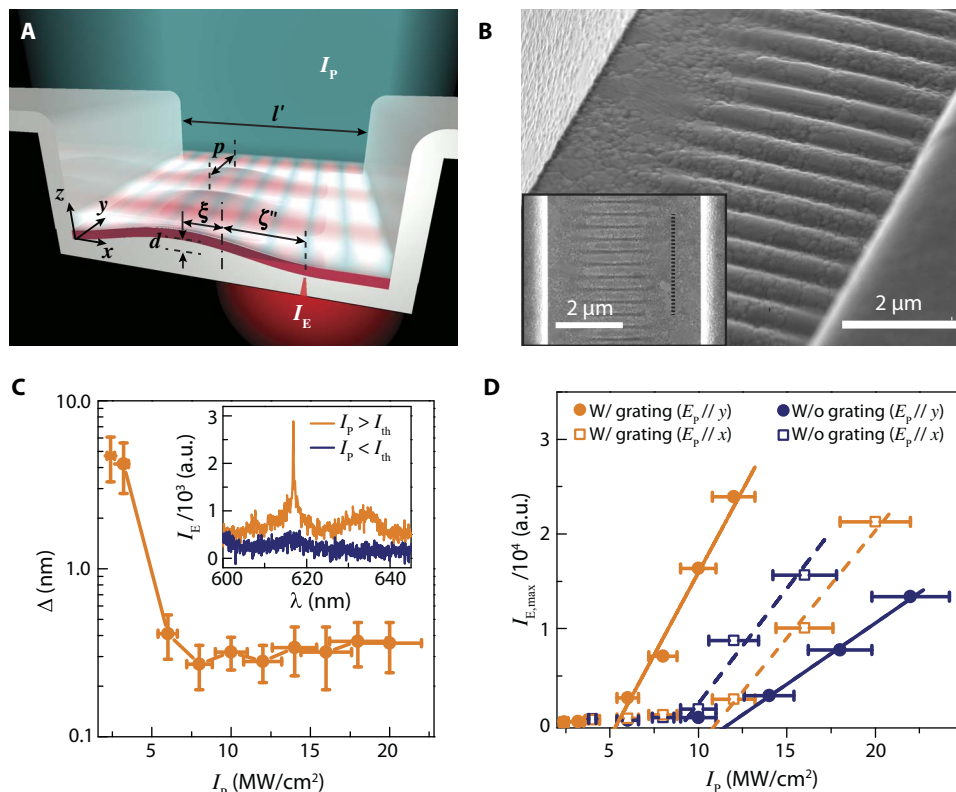 A
I_P
l'
p
z
y
ξ
ζ''
d
x
I_E
B
2 μm
2 μm
C
10.0
1.0
0.1
Δ (nm)
5 10 15 20
I_P (MW/cm²)
I_P > I_th
I_P < I_th
3
2
1
0
I_E /10³ (a.u.)
600 620 640
λ (nm)
D
W/ grating (E_P // y)
W/o grating (E_P // y)
W/ grating (E_P // x)
W/o grating (E_P // x)
3
2
1
0
I_E,max /10⁴ (a.u.)
5 10 15 20
I_P (MW/cm²)